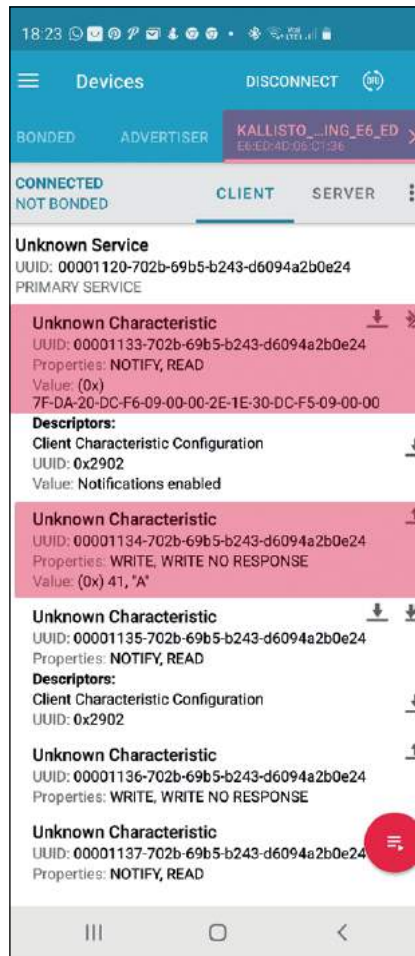 18:23
Devices DISCONNECT DFU
BONDED ADVERTISER KALLISTO_...ING_E6_ED
E6:ED:4D:06:C1:36
CONNECTED
NOT BONDED
CLIENT SERVER
Unknown Service
UUID: 00001120-702b-69b5-b243-d6094a2b0e24
PRIMARY SERVICE
Unknown Characteristic
UUID: 00001133-702b-69b5-b243-d6094a2b0e24
Properties: NOTIFY, READ
Value: (0x)
7F-DA-20-DC-F6-09-00-00-2E-1E-30-DC-F5-09-00-00
Descriptors:
Client Characteristic Configuration
UUID: 0x2902
Value: Notifications enabled
Unknown Characteristic
UUID: 00001134-702b-69b5-b243-d6094a2b0e24
Properties: WRITE, WRITE NO RESPONSE
Value: (0x) 41, "A"
Unknown Characteristic
UUID: 00001135-702b-69b5-b243-d6094a2b0e24
Properties: NOTIFY, READ
Descriptors:
Client Characteristic Configuration
UUID: 0x2902
Unknown Characteristic
UUID: 00001136-702b-69b5-b243-d6094a2b0e24
Properties: WRITE, WRITE NO RESPONSE
Unknown Characteristic
UUID: 00001137-702b-69b5-b243-d6094a2b0e24
Properties: NOTIFY, READ